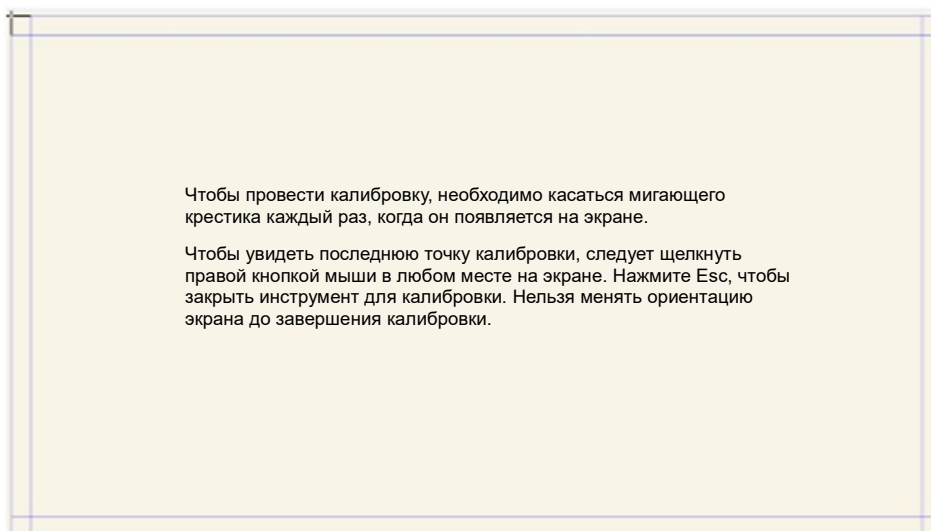 Чтобы провести калибровку, необходимо касаться мигающего
крестика каждый раз, когда он появляется на экране.
Чтобы увидеть последнюю точку калибровки, следует щелкнуть
правой кнопкой мыши в любом месте на экране. Нажмите Esc, чтобы
закрыть инструмент для калибровки. Нельзя менять ориентацию
экрана до завершения калибровки.